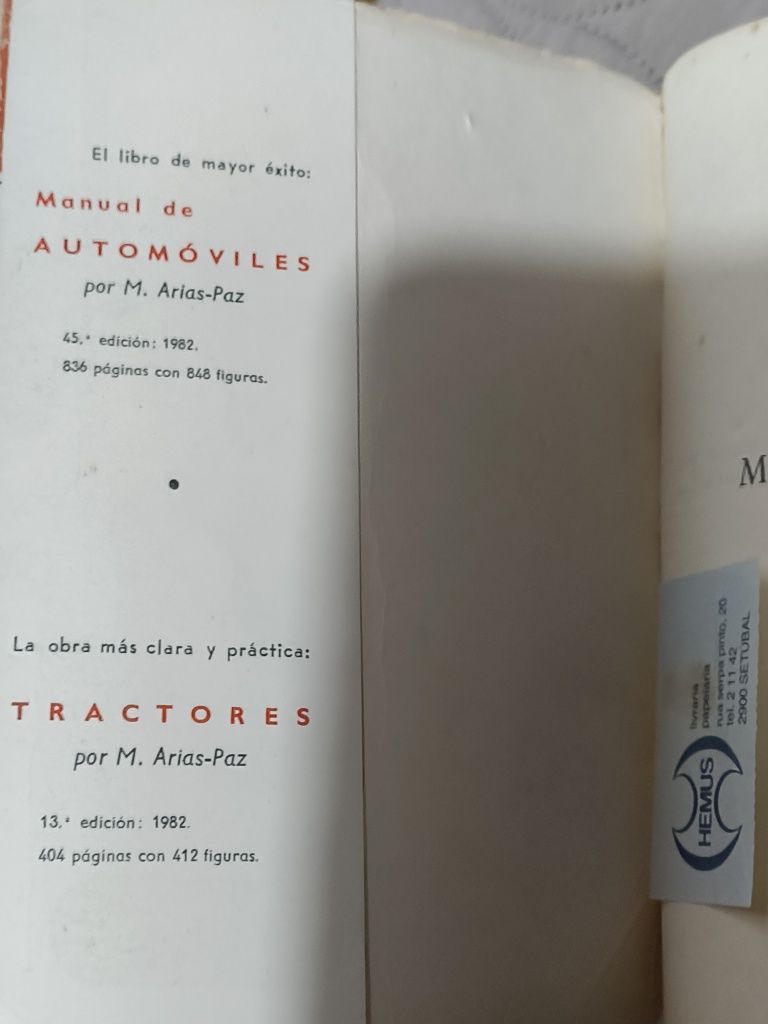 El libro de mayor éxito:
Manual de
AUTOMÓVILES
por M. Arias-Paz
45.ª edición: 1982.
836 páginas con 848 figuras.
•
La obra más clara y práctica:
TRACTORES
por M. Arias-Paz
13.ª edición: 1982.
404 páginas con 412 figuras.
M
HEMUS
livraria
papelaria
rua serpa pinto, 20
tel. 2 11 42
2900 SETUBAL